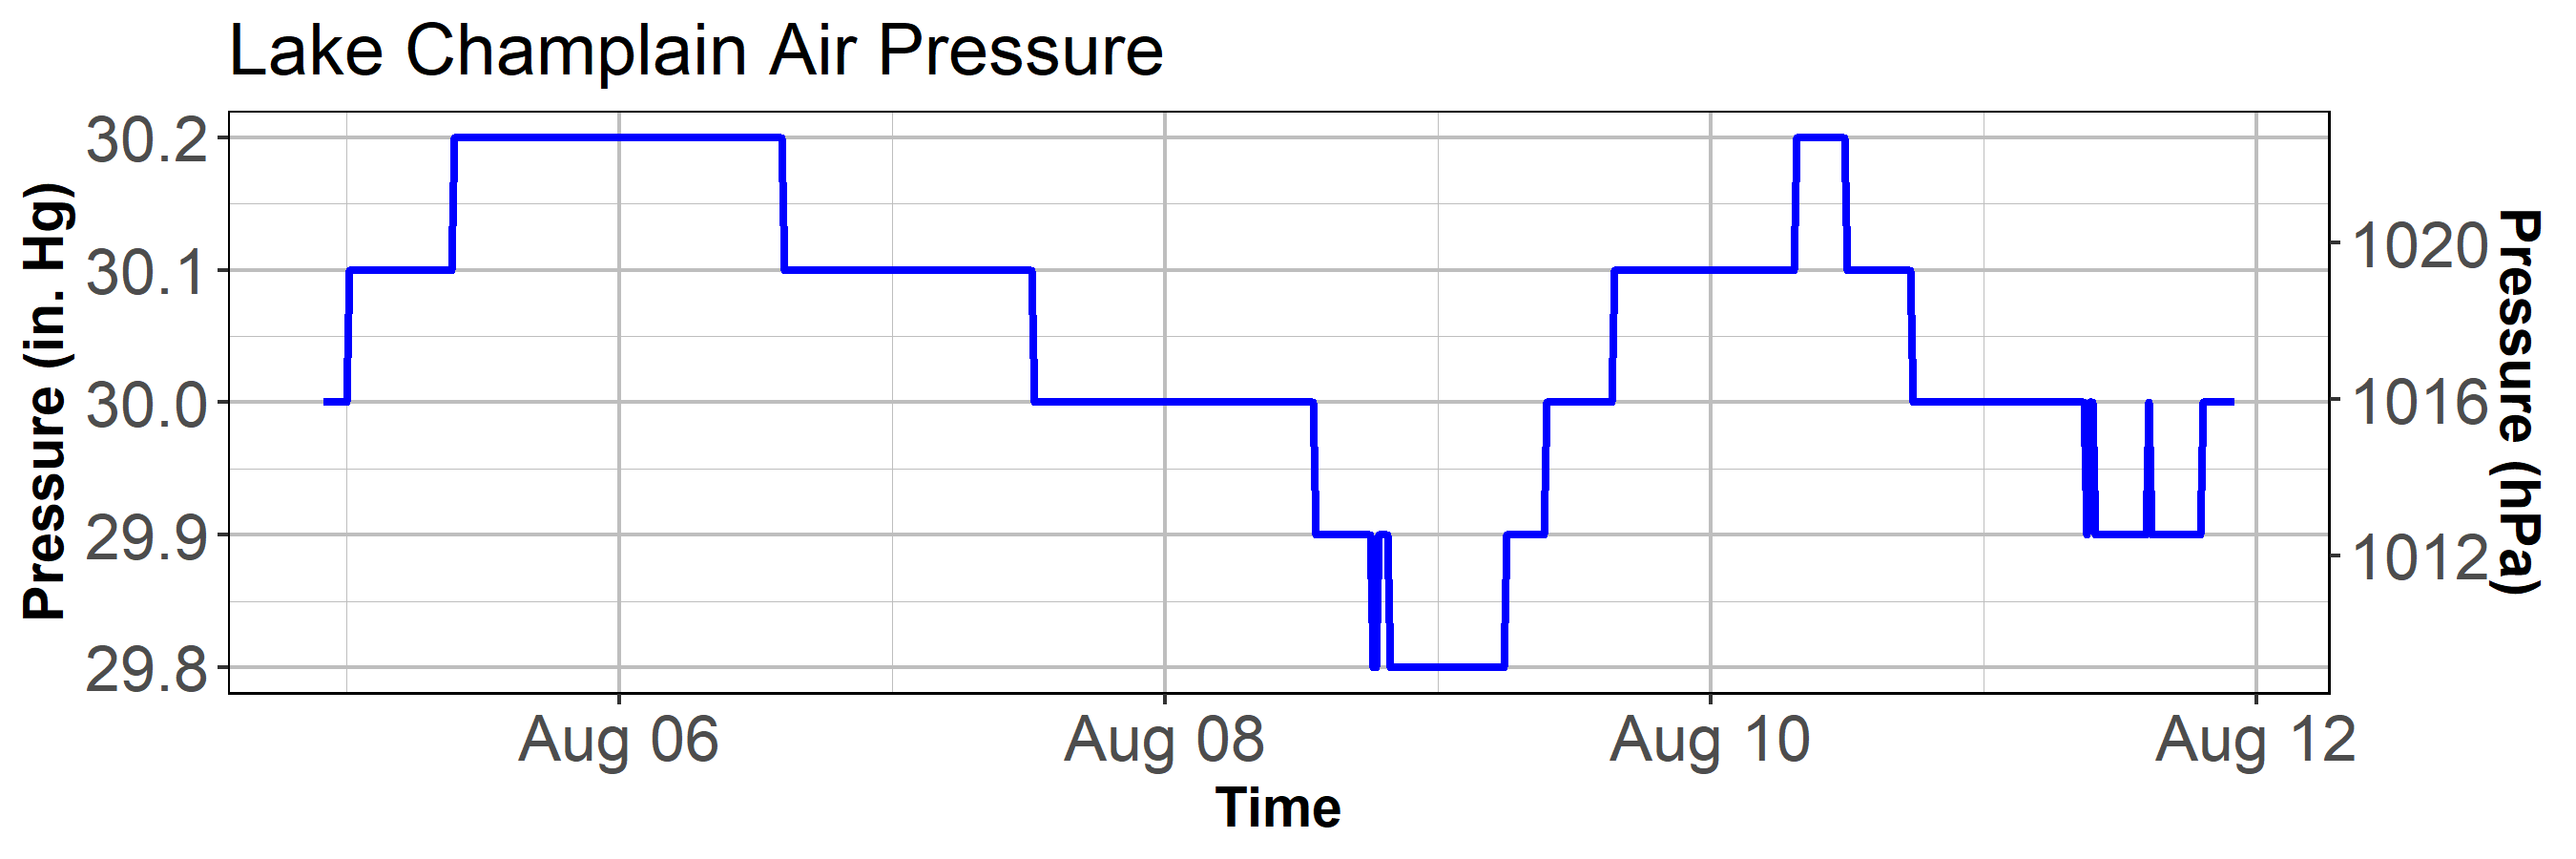 Lake Champlain Air Pressure
Pressure (in. Hg)
30.2
30.1
30.0
29.9
29.8
1020
1016
1012
Pressure (hPa)
Aug 06 Aug 08 Aug 10 Aug 12
Time